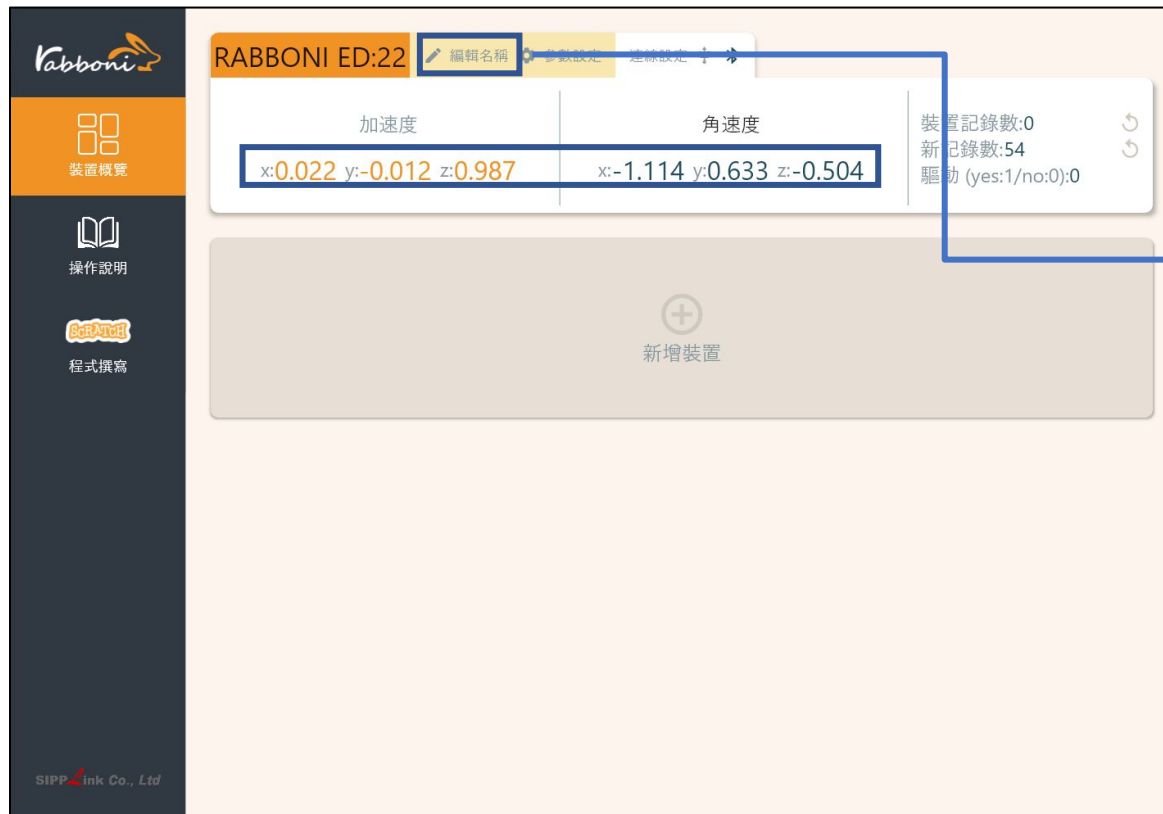 rabboni
裝置概覽
操作說明
SCRATCH
程式撰寫
SIPPLink Co., Ltd
RABBONI ED:22 編輯名稱 參數設定 連線設定
加速度
x:0.022 y:-0.012 z:0.987
角速度
x:-1.114 y:0.633 z:-0.504
裝置記錄數:0
新記錄數:54
驅動 (yes:1/no:0):0
新增裝置